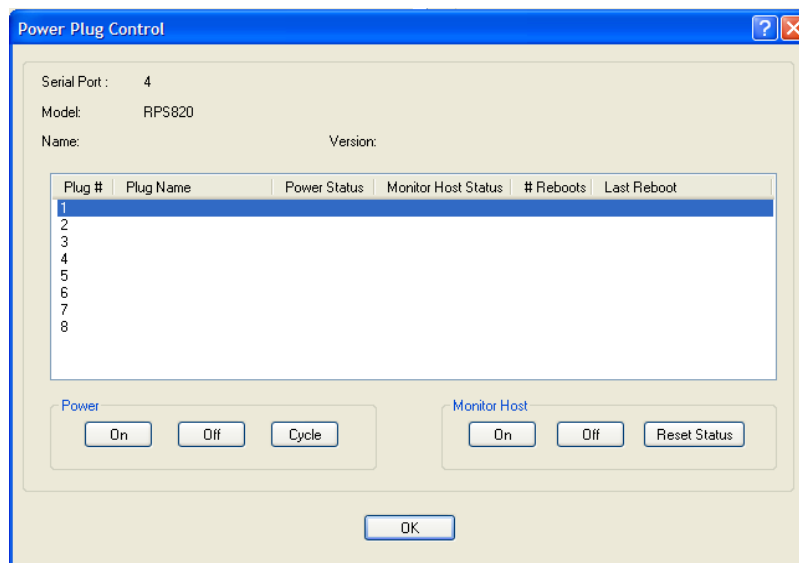 Power Plug Control
Serial Port : 4
Model: RPS820
Name: Version:
Plug # Plug Name Power Status Monitor Host Status # Reboots Last Reboot
1
2
3
4
5
6
7
8
Power Monitor Host
On Off Cycle On Off Reset Status
OK